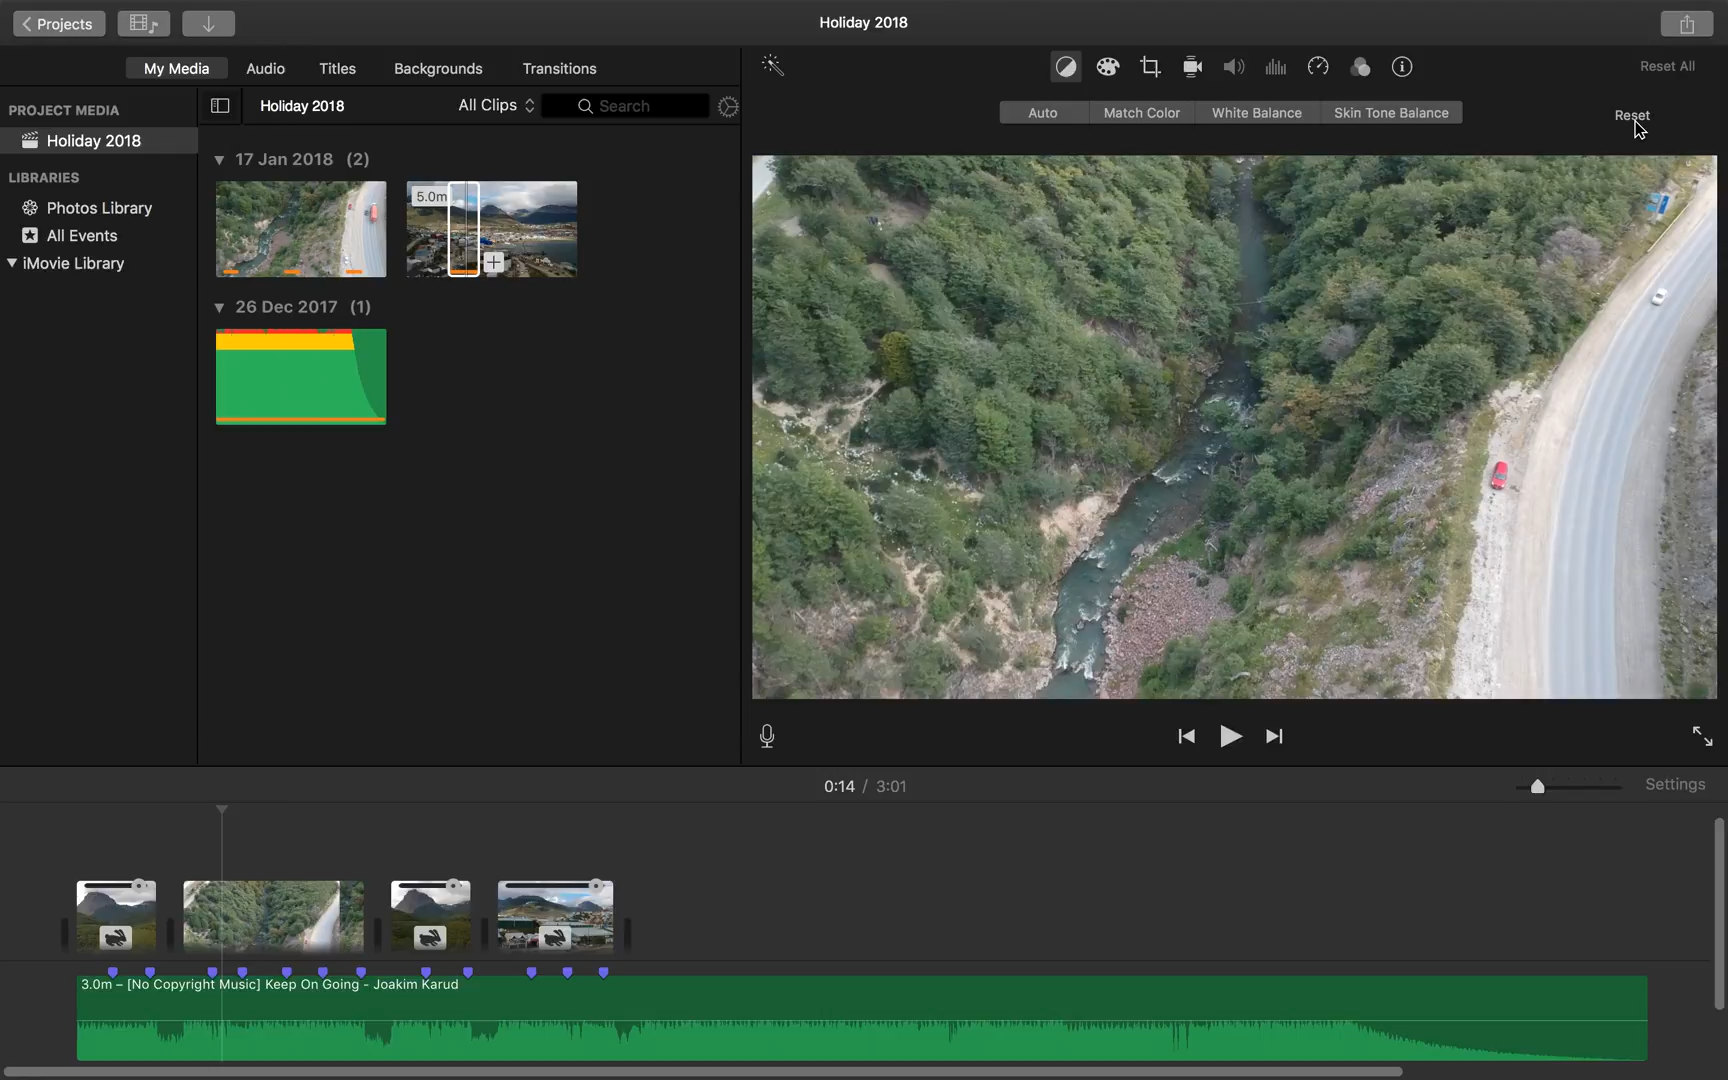 Projects
Holiday 2018
My Media
Audio
Titles
Backgrounds
Transitions
Reset All
PROJECT MEDIA
Holiday 2018
All Clips
Search
Auto
Match Color
White Balance
Skin Tone Balance
Reset
Holiday 2018
17 Jan 2018 (2)
LIBRARIES
Photos Library
5.0m
All Events
iMovie Library
26 Dec 2017 (1)
0:14 / 3:01
Settings
3.0m – [No Copyright Music] Keep On Going - Joakim Karud